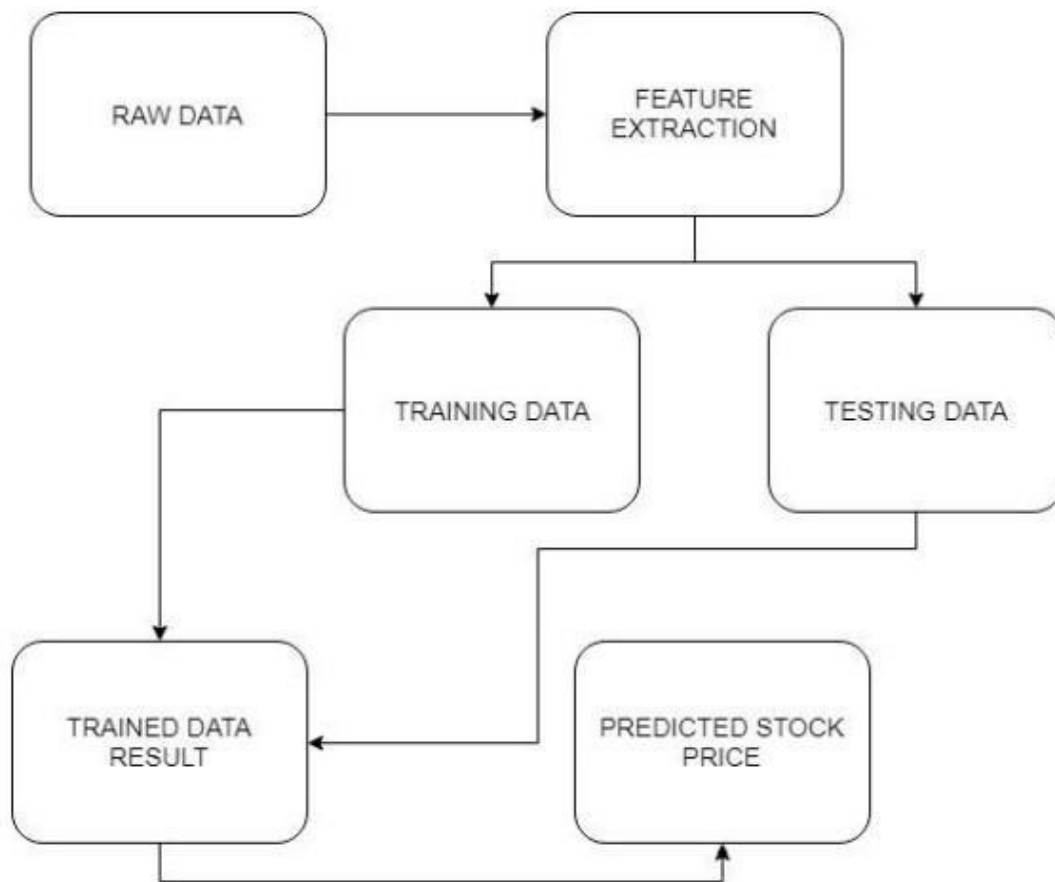 RAW DATA
FEATURE
EXTRACTION
TRAINING DATA
TESTING DATA
TRAINED DATA
RESULT
PREDICTED STOCK
PRICE